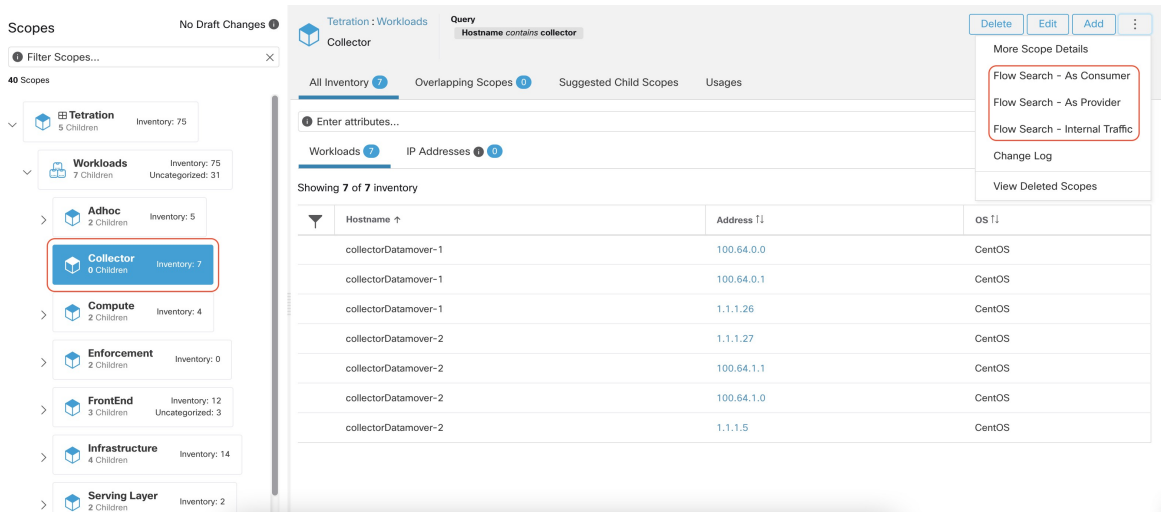 Scopes
No Draft Changes
Filter Scopes...
40 Scopes
Tetration
5 Children
Inventory: 75
Workloads
7 Children
Inventory: 75
Uncategorized: 31
Adhoc
2 Children
Inventory: 5
Collector
0 Children
Inventory: 7
Compute
2 Children
Inventory: 4
Enforcement
2 Children
Inventory: 0
FrontEnd
3 Children
Inventory: 12
Uncategorized: 3
Infrastructure
4 Children
Inventory: 14
Serving Layer
2 Children
Inventory: 2
Tetration : Workloads
Collector
Query
Hostname contains collector
Delete Edit Add
More Scope Details
Flow Search - As Consumer
Flow Search - As Provider
Flow Search - Internal Traffic
Change Log
View Deleted Scopes
All Inventory 7 Overlapping Scopes 0 Suggested Child Scopes Usages
Enter attributes...
Workloads 7 IP Addresses 0
Showing 7 of 7 inventory
Hostname ↑ Address ↑↓ OS ↑↓
collectorDatamover-1 100.64.0.0 CentOS
collectorDatamover-1 100.64.0.1 CentOS
collectorDatamover-1 1.1.1.26 CentOS
collectorDatamover-2 1.1.1.27 CentOS
collectorDatamover-2 100.64.1.1 CentOS
collectorDatamover-2 100.64.1.0 CentOS
collectorDatamover-2 1.1.1.5 CentOS